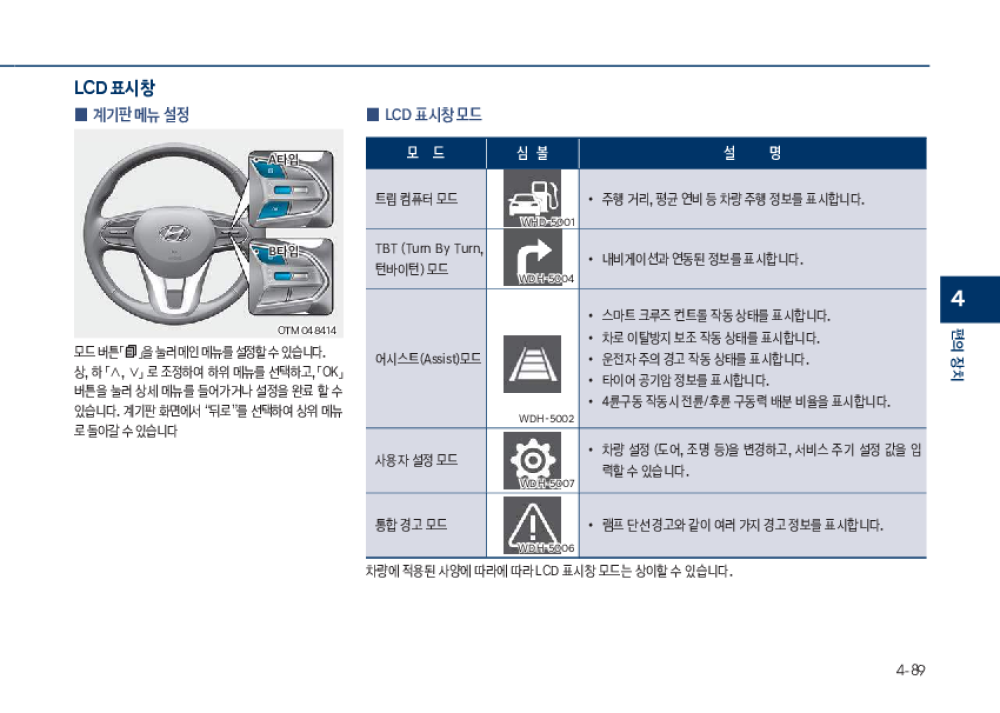 LCD 표시창
■ 계기판 메뉴 설정
A타입
B타입
OTM048414
모드 버튼「」을 눌러 메인 메뉴를 설정할 수 있습니다.
상, 하「∧, ∨」로 조정하여 하위 메뉴를 선택하고,「OK」
버튼을 눌러 상세 메뉴를 들어가거나 설정을 완료 할 수
있습니다. 계기판 화면에서 “뒤로”를 선택하여 상위 메뉴
로 돌아갈 수 있습니다
■ LCD 표시창 모드
모 드 심 볼 설 명
트립 컴퓨터 모드
WHD-5001
• 주행 거리, 평균 연비 등 차량 주행 정보를 표시합니다.
TBT (Turn By Turn,
턴바이턴) 모드
WDH-5004
• 내비게이션과 연동된 정보를 표시합니다.
어시스트(Assist)모드
WDH-5002
• 스마트 크루즈 컨트롤 작동 상태를 표시합니다.
• 차로 이탈방지 보조 작동 상태를 표시합니다.
• 운전자 주의 경고 작동 상태를 표시합니다.
• 타이어 공기압 정보를 표시합니다.
• 4륜구동 작동시 전륜/후륜 구동력 배분 비율을 표시합니다.
사용자 설정 모드
WDH-5007
• 차량 설정 (도어, 조명 등)을 변경하고, 서비스 주기 설정 값을 입
력할 수 있습니다.
통합 경고 모드
WDH-5006
• 램프 단선경고와 같이 여러 가지 경고 정보를 표시합니다.
차량에 적용된 사양에 따라에 따라 LCD 표시창 모드는 상이할 수 있습니다.
4
편의 장치
4-89